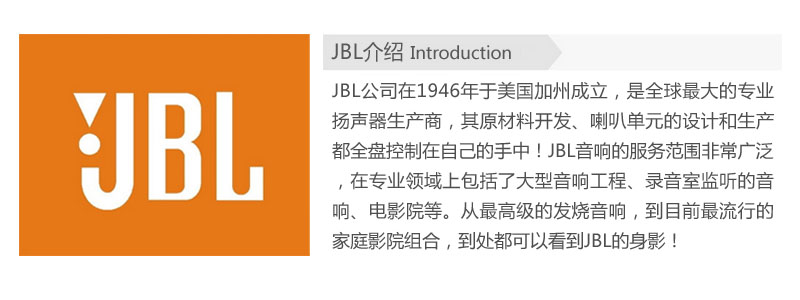 JBL
JBL介绍 Introduction
JBL公司在1946年于美国加州成立，是全球最大的专业
扬声器生产商，其原材料开发、喇叭单元的设计和生产
都全盘控制在自己的手中！JBL音响的服务范围非常广泛
，在专业领域上包括了大型音响工程、录音室监听的音
响、电影院等。从最高级的发烧音响，到目前最流行的
家庭影院组合，到处都可以看到JBL的身影！